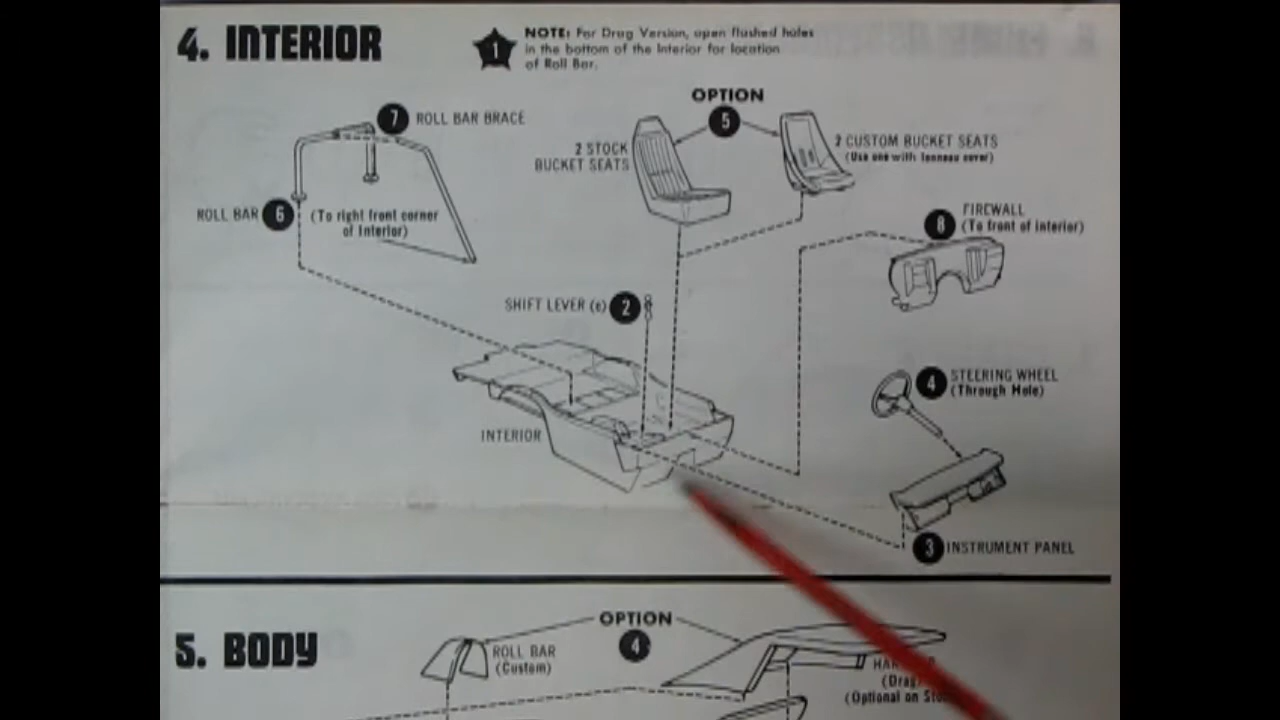 4. INTERIOR
1
NOTE: For Drag Version, open flushed holes
in the bottom of the Interior for location
of Roll Bar.
OPTION
5
7 ROLL BAR BRACE
2 STOCK
BUCKET SEATS
2 CUSTOM BUCKET SEATS
(Use one with tonneau cover)
ROLL BAR 6
(To right front corner
of Interior)
8 FIREWALL
(To front of interior)
SHIFT LEVER (c) 2
4 STEERING WHEEL
(Through Hole)
INTERIOR
3 INSTRUMENT PANEL
5. BODY
OPTION
4
ROLL BAR
(Custom)
(Drag)
(Optional on